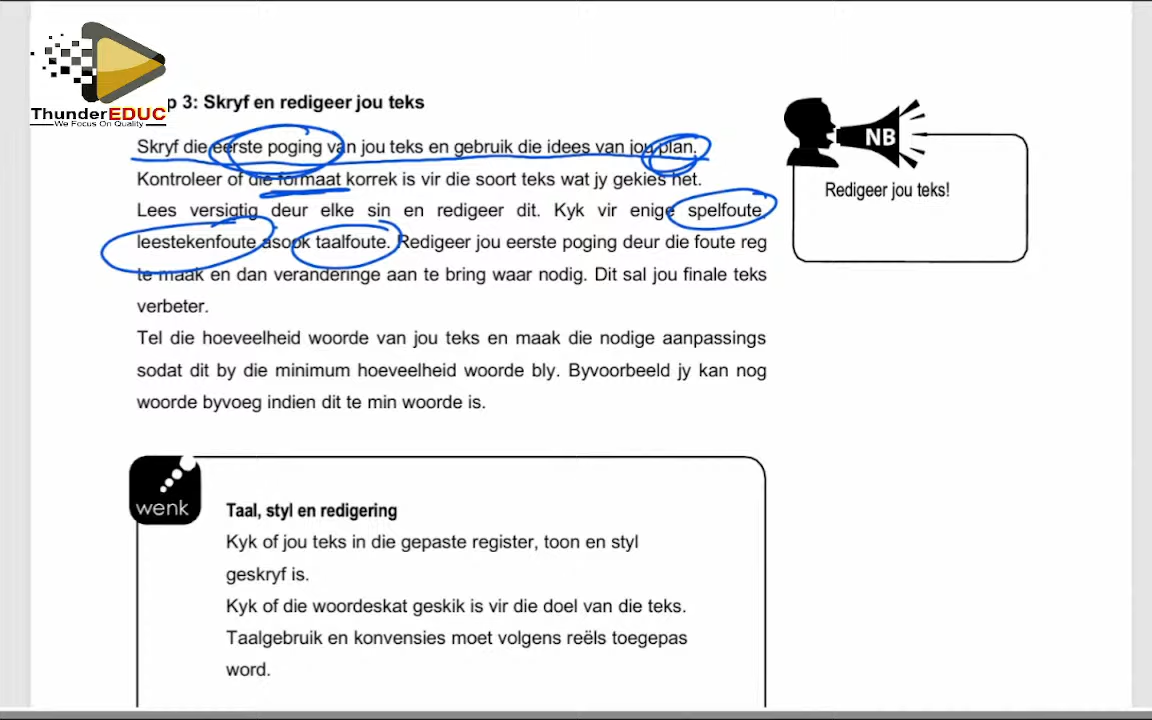 ThunderEDUC
We Focus On Quality
p 3: Skryf en redigeer jou teks
Skryf die eerste poging van jou teks en gebruik die idees van jou plan.
Kontroleer of die formaat korrek is vir die soort teks wat jy gekies het.
Lees versigtig deur elke sin en redigeer dit. Kyk vir enige spelfoute,
leestekenfoute asook taalfoute. Redigeer jou eerste poging deur die foute reg
te maak en dan veranderinge aan te bring waar nodig. Dit sal jou finale teks
verbeter.
Tel die hoeveelheid woorde van jou teks en maak die nodige aanpassings
sodat dit by die minimum hoeveelheid woorde bly. Byvoorbeeld jy kan nog
woorde byvoeg indien dit te min woorde is.
NB
Redigeer jou teks!
wenk
Taal, styl en redigering
Kyk of jou teks in die gepaste register, toon en styl
geskryf is.
Kyk of die woordeskat geskik is vir die doel van die teks.
Taalgebruik en konvensies moet volgens reëls toegepas
word.